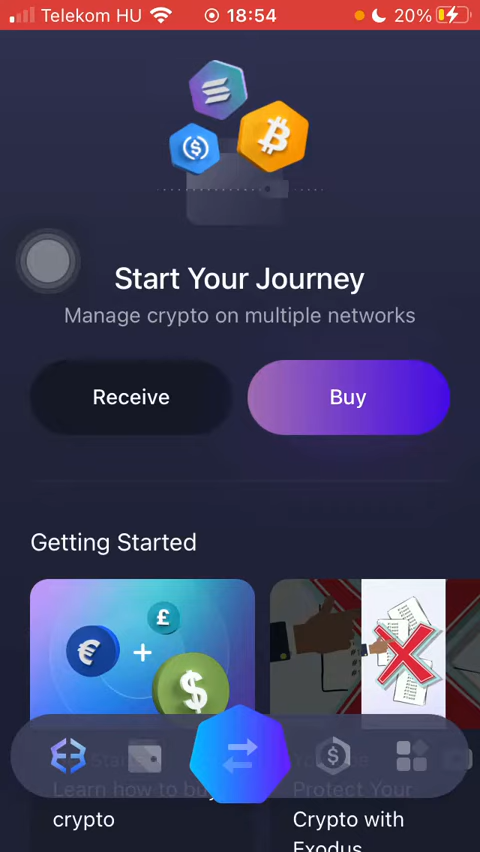 Telekom HU 18:54 20%
Start Your Journey
Manage crypto on multiple networks
Receive
Buy
Getting Started
Learn how to buy
crypto
Protect Your
Crypto with
Exodus